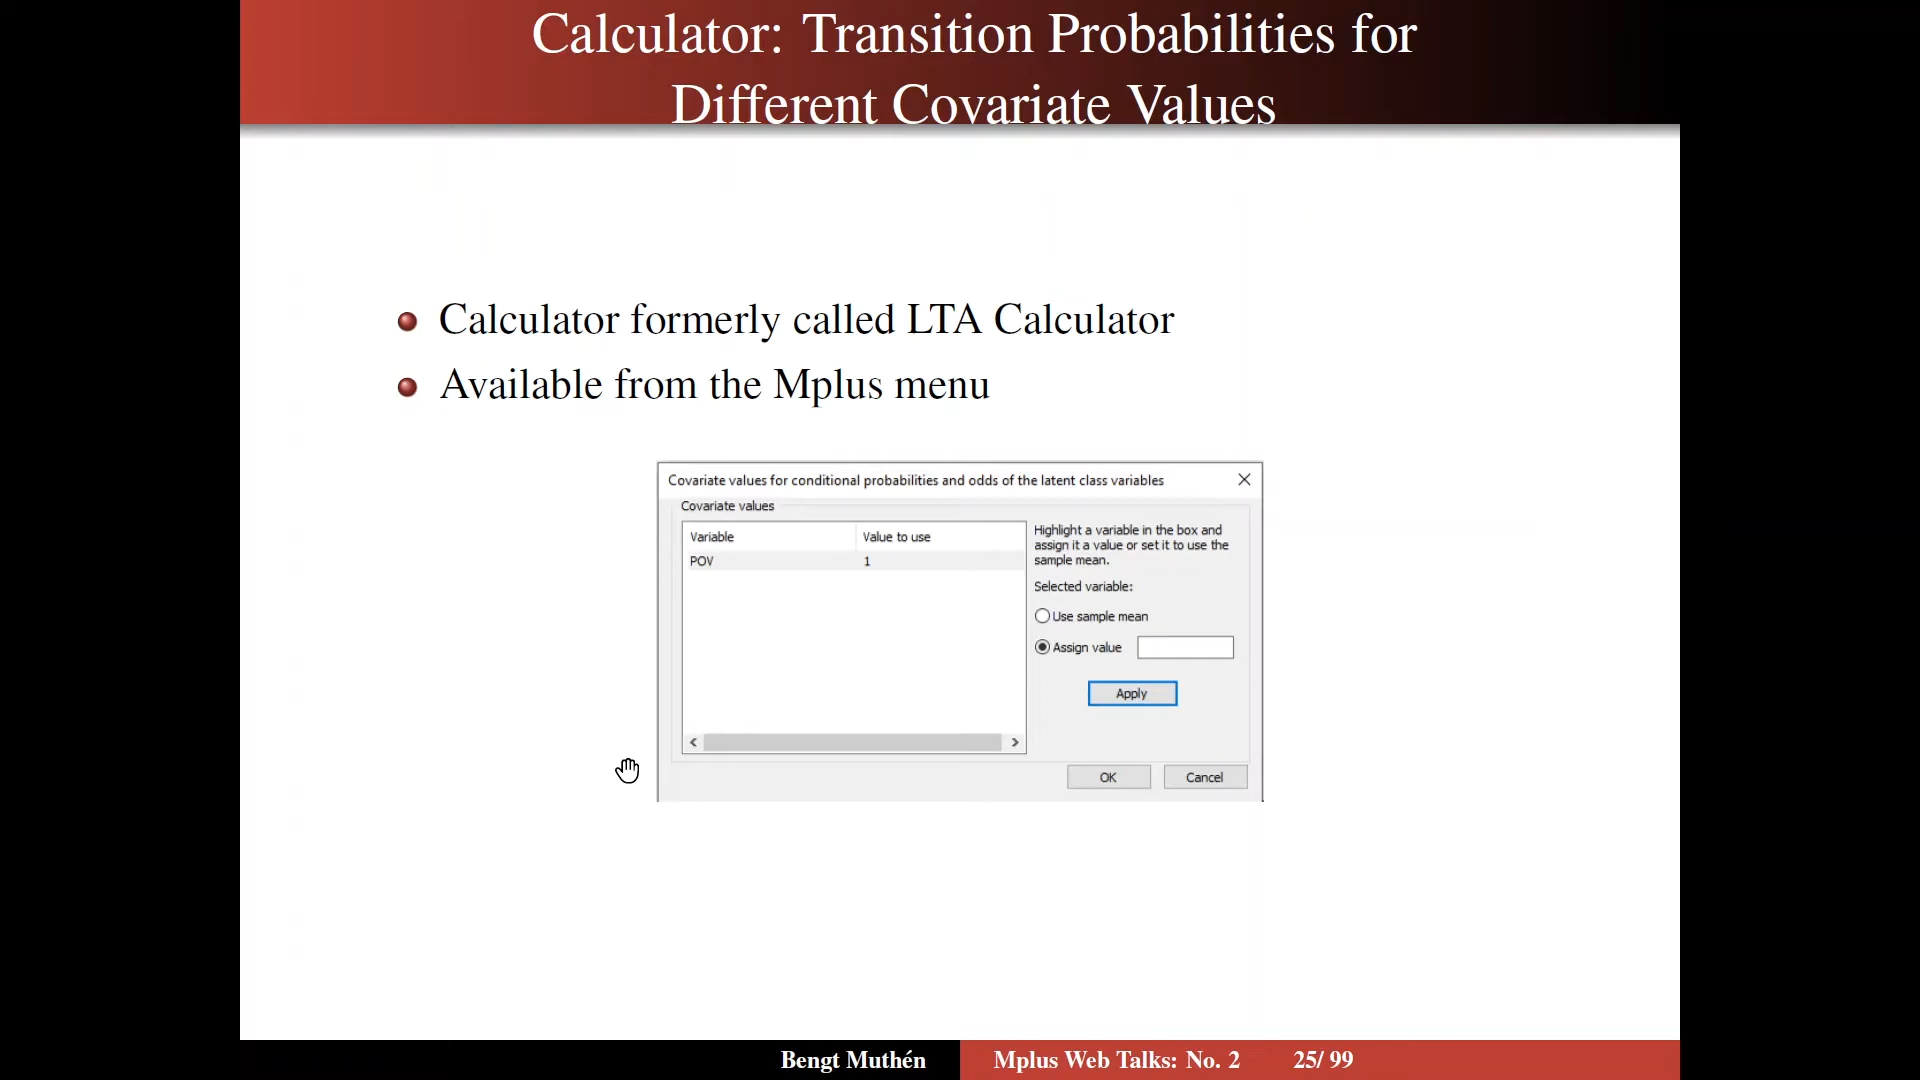 Calculator: Transition Probabilities for
Different Covariate Values
Calculator formerly called LTA Calculator
Available from the Mplus menu
Covariate values for conditional probabilities and odds of the latent class variables
Covariate values
Variable Value to use
POV 1
Highlight a variable in the box and
assign it a value or set it to use the
sample mean.
Selected variable:
Use sample mean
Assign value
Apply
OK Cancel
Bengt Muthén Mplus Web Talks: No. 2 25/ 99